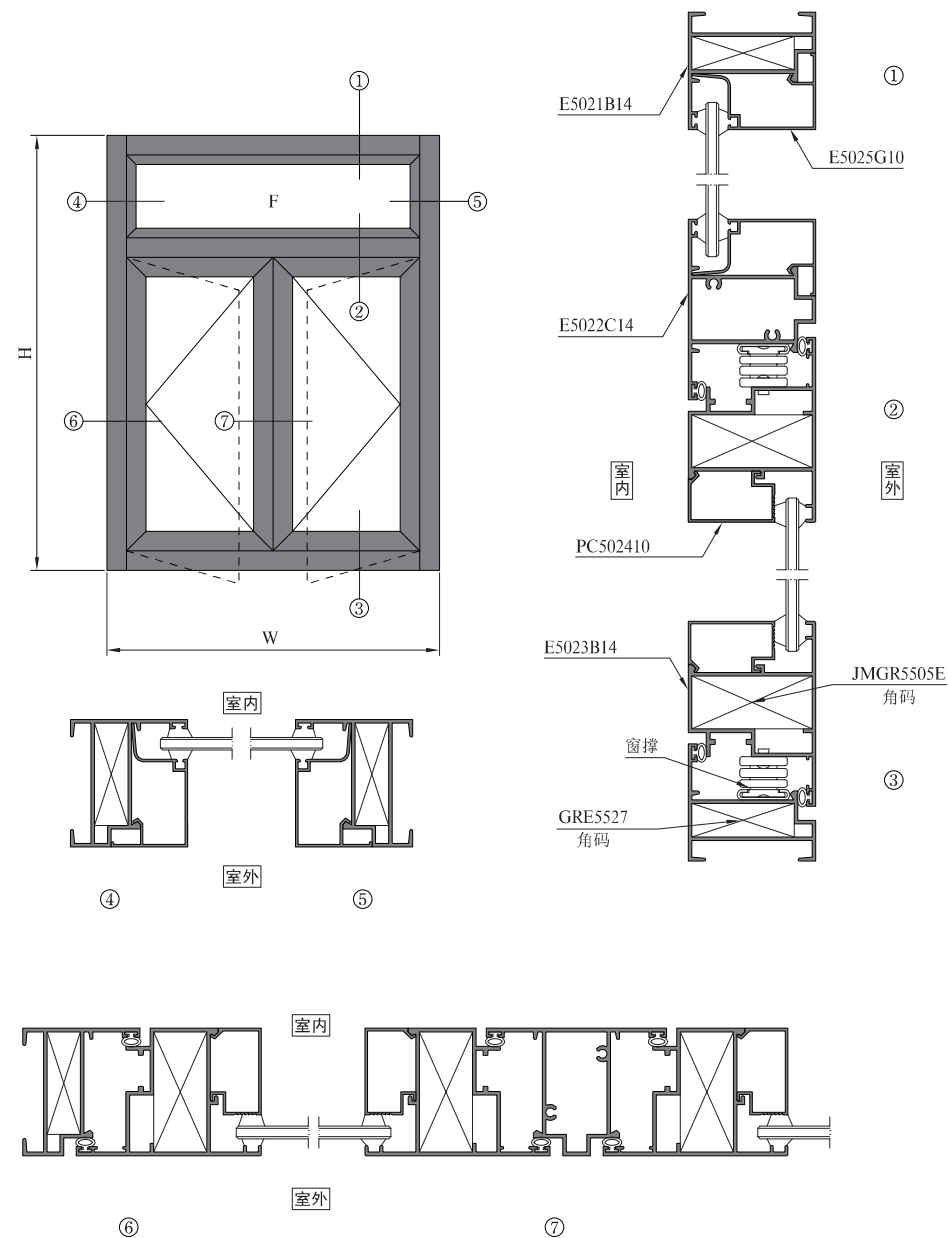 ①
④
F
⑤
②
H
⑥
⑦
③
W
E5021B14
①
E5025G10
E5022C14
②
室内
室外
PC502410
E5023B14
JMGR5505E
角码
窗撑
③
GRE5527
角码
室内
室外
④
⑤
室内
室外
⑥
⑦